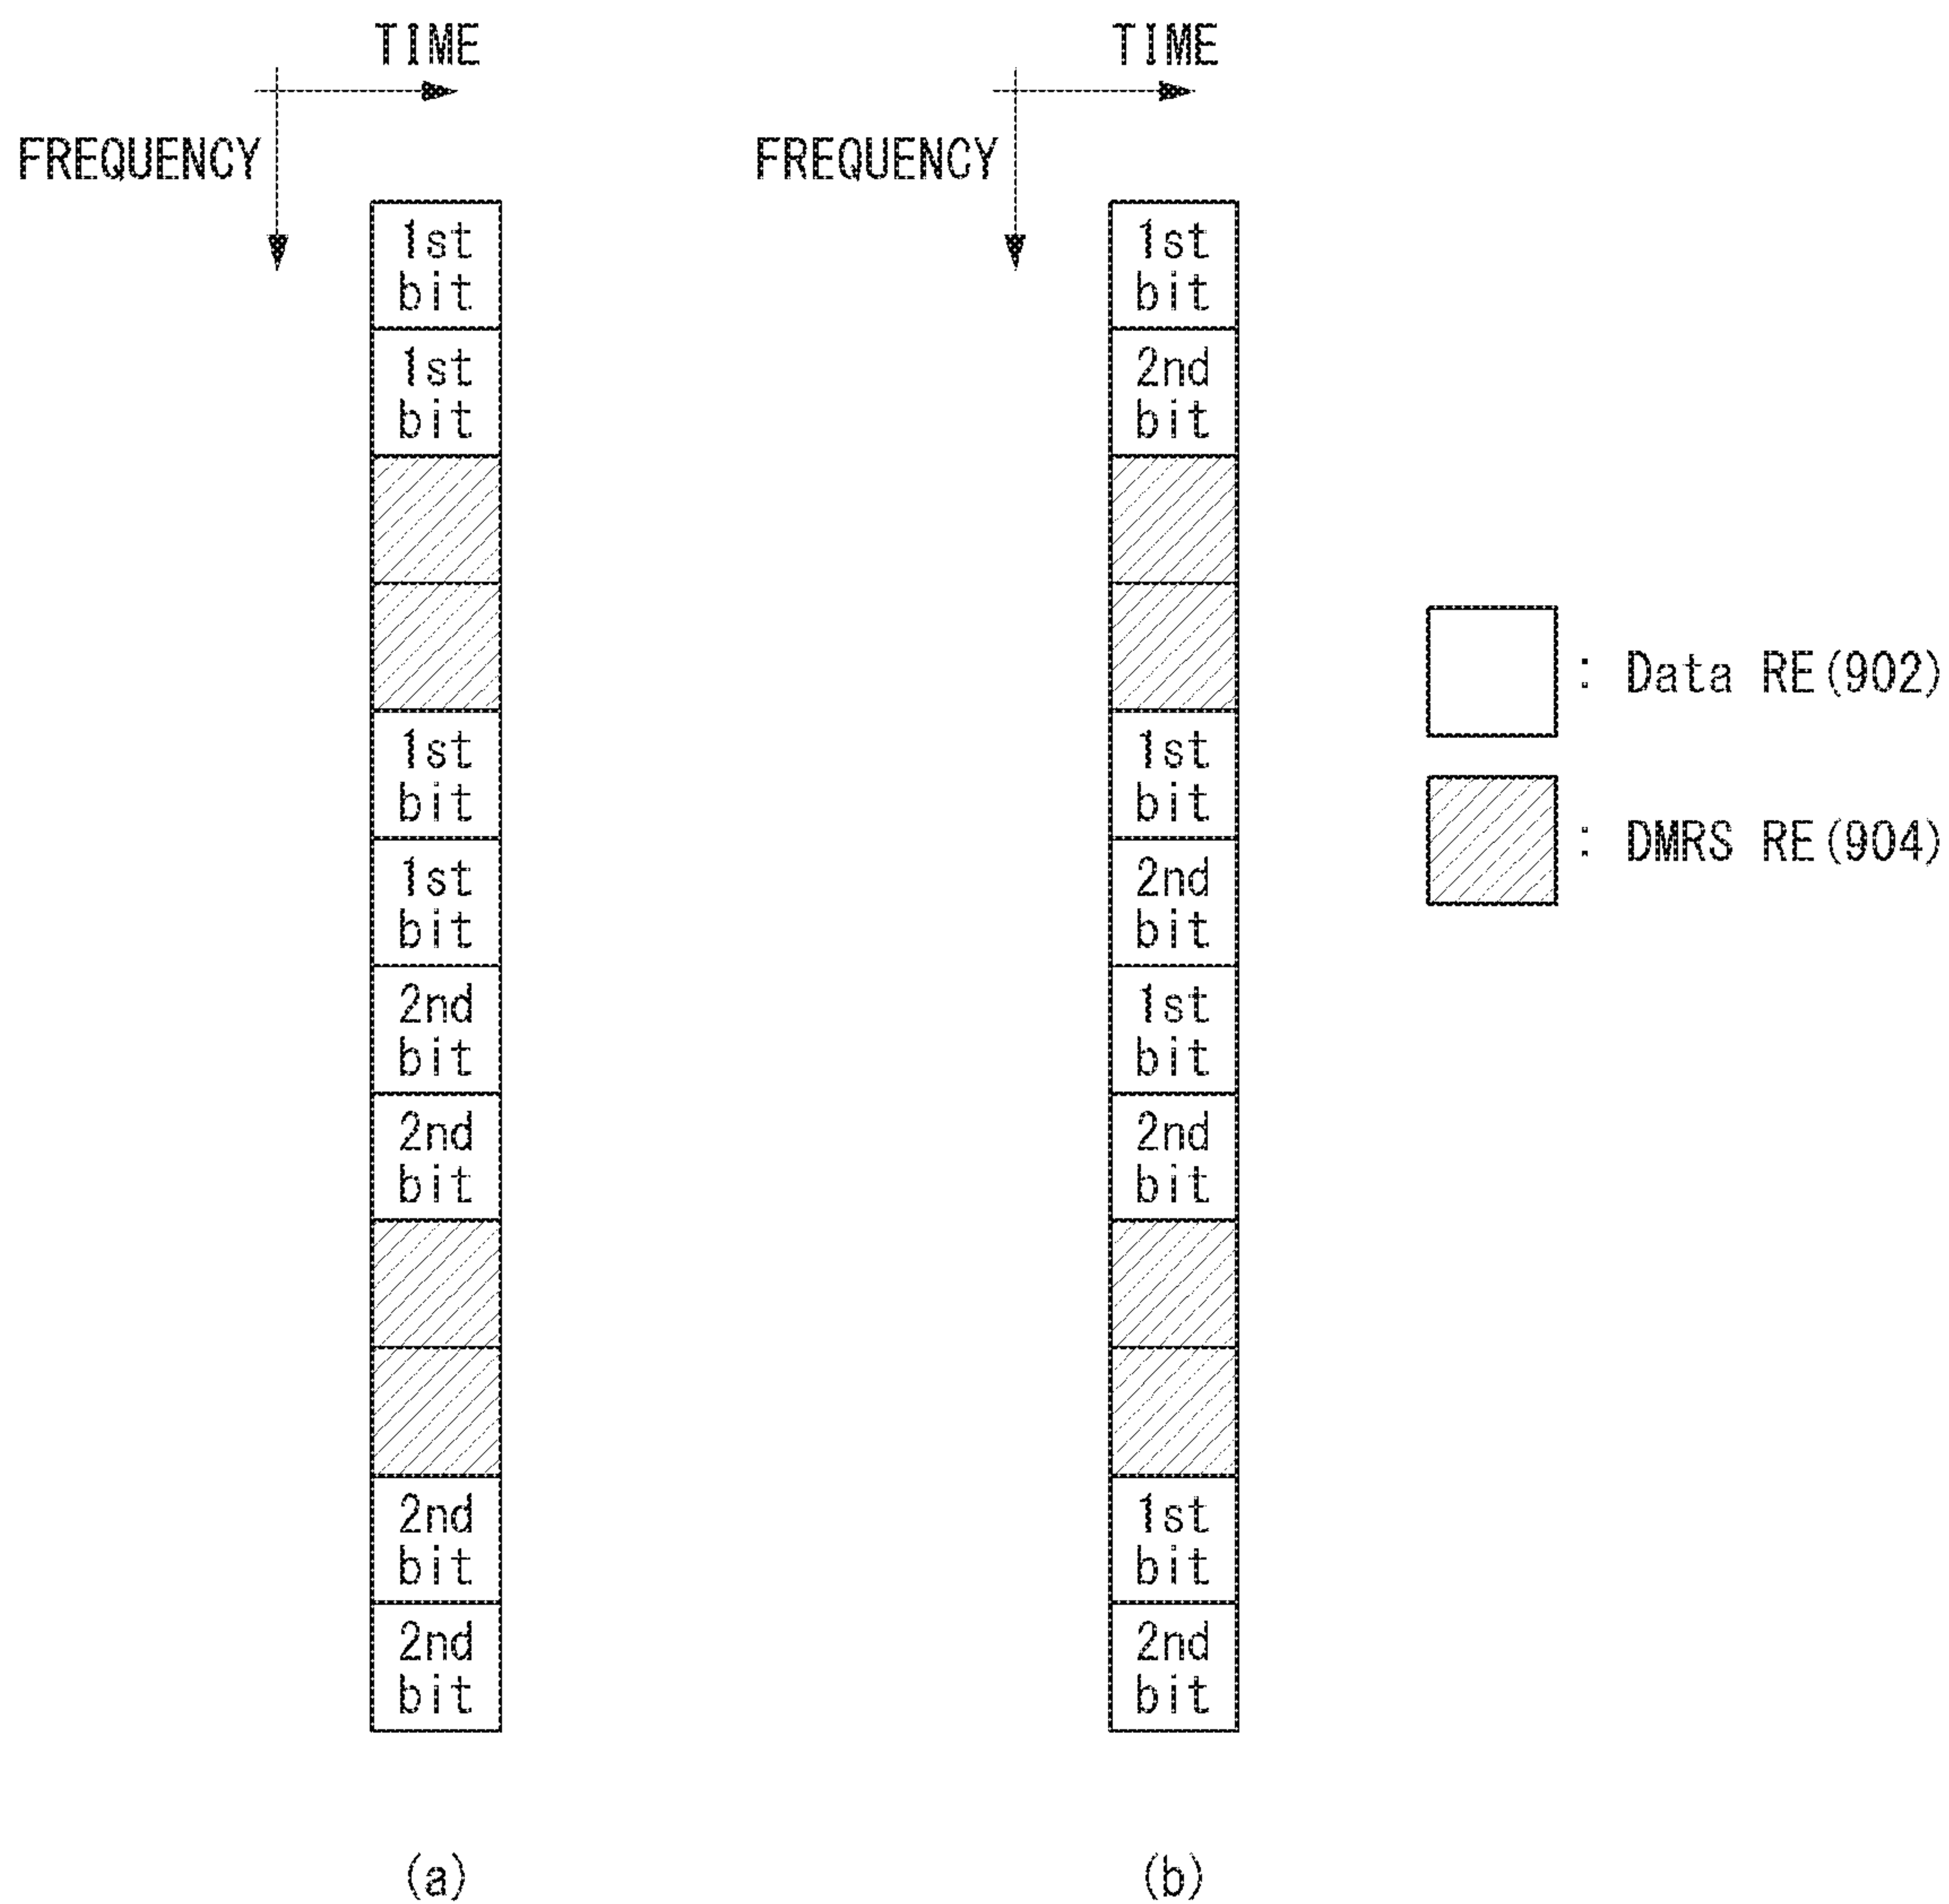 TIME
FREQUENCY
1st
bit
1st
bit
1st
bit
1st
bit
2nd
bit
2nd
bit
2nd
bit
2nd
bit
(a)
TIME
FREQUENCY
1st
bit
2nd
bit
1st
bit
2nd
bit
1st
bit
2nd
bit
1st
bit
2nd
bit
(b)
: Data RE(902)
: DMRS RE(904)